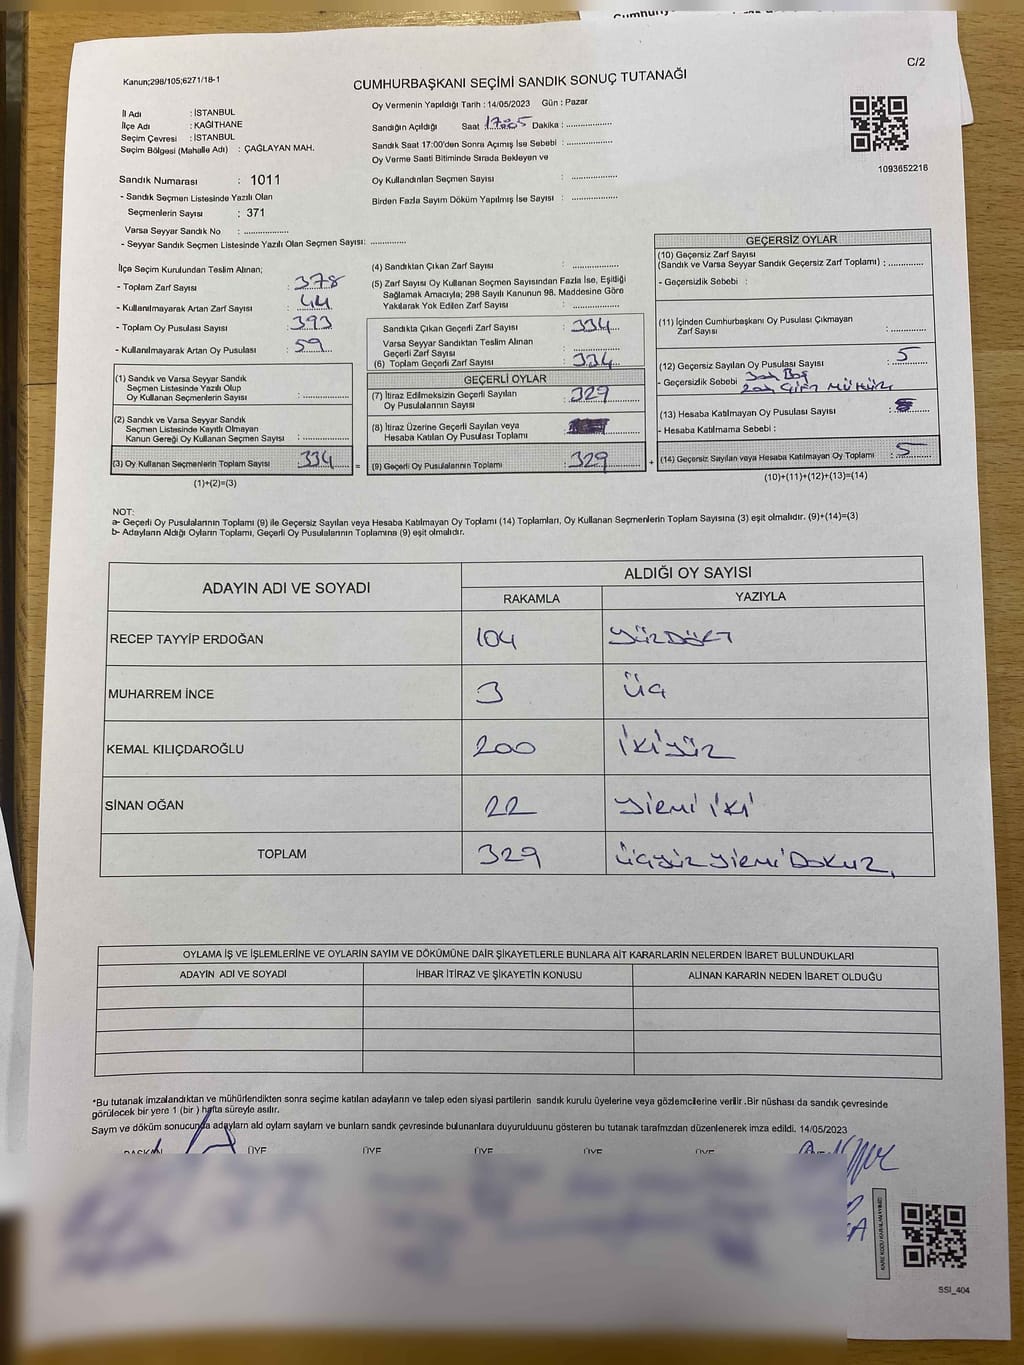 Kanun;298/105;6271/18-1
C/2
CUMHURBAŞKANI SEÇİMİ SANDIK SONUÇ TUTANAĞI
İl Adı : İSTANBUL
İlçe Adı : KAĞITHANE
Seçim Çevresi : İSTANBUL
Seçim Bölgesi (Mahalle Adı) : ÇAĞLAYAN MAH.
Sandık Numarası : 1011
- Sandık Seçmen Listesinde Yazılı Olan
Seçmenlerin Sayısı : 371
Varsa Seyyar Sandık No : ..................
- Seyyar Sandık Seçmen Listesinde Yazılı Olan Seçmen Sayısı: ..............
Oy Vermenin Yapıldığı Tarih : 14/05/2023 Gün : Pazar
Sandığın Açıldığı Saat Dakika : ..................
Sandık Saat 17:00'den Sonra Açımış İse Sebebi : ..................
Oy Verme Saati Bitiminde Sırada Bekleyen ve
Oy Kullandırılan Seçmen Sayısı : ..................
Birden Fazla Sayım Döküm Yapılmış İse Sayısı : ..................
1093652216
İlçe Seçim Kurulundan Teslim Alınan;
- Toplam Zarf Sayısı : 378
- Kullanılmayarak Artan Zarf Sayısı : 44
- Toplam Oy Pusulası Sayısı : 393
- Kullanılmayarak Artan Oy Pusulası : 59
(1) Sandık ve Varsa Seyyar Sandık
Seçmen Listesinde Yazılı Olup
Oy Kullanan Seçmenlerin Sayısı : ..................
(2) Sandık ve Varsa Seyyar Sandık
Seçmen Listesinde Kayıtlı Olmayan
Kanun Gereği Oy Kullanan Seçmen Sayısı : ..................
(3) Oy Kullanan Seçmenlerin Toplam Sayısı : 334 =
(1)+(2)=(3)
(4) Sandıktan Çıkan Zarf Sayısı : ..................
(5) Zarf Sayısı Oy Kullanan Seçmen Sayısından Fazla İse, Eşitliği
Sağlamak Amacıyla; 298 Sayılı Kanunun 98. Maddesine Göre
Yakılarak Yok Edilen Zarf Sayısı : ..................
Sandıkta Çıkan Geçerli Zarf Sayısı : 334
Varsa Seyyar Sandıktan Teslim Alınan
Geçerli Zarf Sayısı : ..................
(6) Toplam Geçerli Zarf Sayısı : 334
GEÇERLİ OYLAR
(7) İtiraz Edilmeksizin Geçerli Sayılan
Oy Pusulalarının Sayısı : 329
(8) İtiraz Üzerine Geçerli Sayılan veya
Hesaba Katılan Oy Pusulası Toplamı :
(9) Geçerli Oy Pusulalarının Toplamı : 329 +
GEÇERSİZ OYLAR
(10) Geçersiz Zarf Sayısı
(Sandık ve Varsa Seyyar Sandık Geçersiz Zarf Toplamı) : ..............
- Geçersizlik Sebebi :
(11) İçinden Cumhurbaşkanı Oy Pusulası Çıkmayan
Zarf Sayısı : ..............
(12) Geçersiz Sayılan Oy Pusulası Sayısı : 5
- Geçersizlik Sebebi Boş
Çift Mühür
(13) Hesaba Katılmayan Oy Pusulası Sayısı :
- Hesaba Katılmama Sebebi :
(14) Geçersiz Sayılan veya Hesaba Katılmayan Oy Toplamı : 5
(10)+(11)+(12)+(13)=(14)
NOT:
a- Geçerli Oy Pusulalarının Toplamı (9) ile Geçersiz Sayılan veya Hesaba Katılmayan Oy Toplamı (14) Toplamları, Oy Kullanan Seçmenlerin Toplam Sayısına (3) eşit olmalıdır. (9)+(14)=(3)
b- Adayların Aldığı Oyların Toplamı, Geçerli Oy Pusulalarının Toplamına (9) eşit olmalıdır.
ADAYIN ADI VE SOYADI
ALDIĞI OY SAYISI
RAKAMLA YAZIYLA
RECEP TAYYİP ERDOĞAN 104 YÜZDÖRT
MUHARREM İNCE 3 ÜÇ
KEMAL KILIÇDAROĞLU 200 İKİYÜZ
SİNAN OĞAN 22 YİRMİ İKİ
TOPLAM 329 ÜÇYÜZ YİRMİ DOKUZ
OYLAMA İŞ VE İŞLEMLERİNE VE OYLARIN SAYIM VE DÖKÜMÜNE DAİR ŞİKAYETLERLE BUNLARA AİT KARARLARIN NELERDEN İBARET BULUNDUKLARI
ADAYIN ADI VE SOYADI İHBAR İTİRAZ VE ŞİKAYETİN KONUSU ALINAN KARARIN NEDEN İBARET OLDUĞU
*Bu tutanak imzalandıktan ve mühürlendikten sonra seçime katılan adayların ve talep eden siyasi partilerin sandık kurulu üyelerine veya gözlemcilerine verilir .Bir nüshası da sandık çevresinde
görülecek bir yere 1 (bir ) hafta süreyle asılır.
Sayım ve döküm sonucunda adayların ald oyların sayların ve bunların sandk çevresinde bulunanlara duyurulduunu gösteren bu tutanak tarafmzdan düzenlenerek imza edildi. 14/05/2023
BAŞKAN ÜYE ÜYE ÜYE ÜYE ÜYE
SSI_404